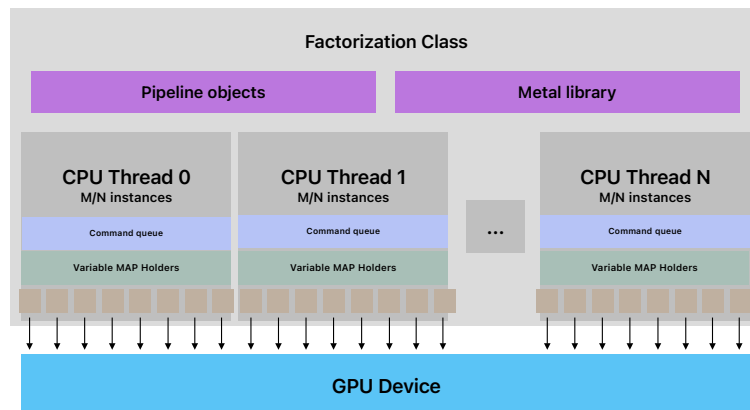 Factorization Class
Pipeline objects
Metal library
CPU Thread 0
M/N instances
Command queue
Variable MAP Holders
CPU Thread 1
M/N instances
Command queue
Variable MAP Holders
...
CPU Thread N
M/N instances
Command queue
Variable MAP Holders
GPU Device